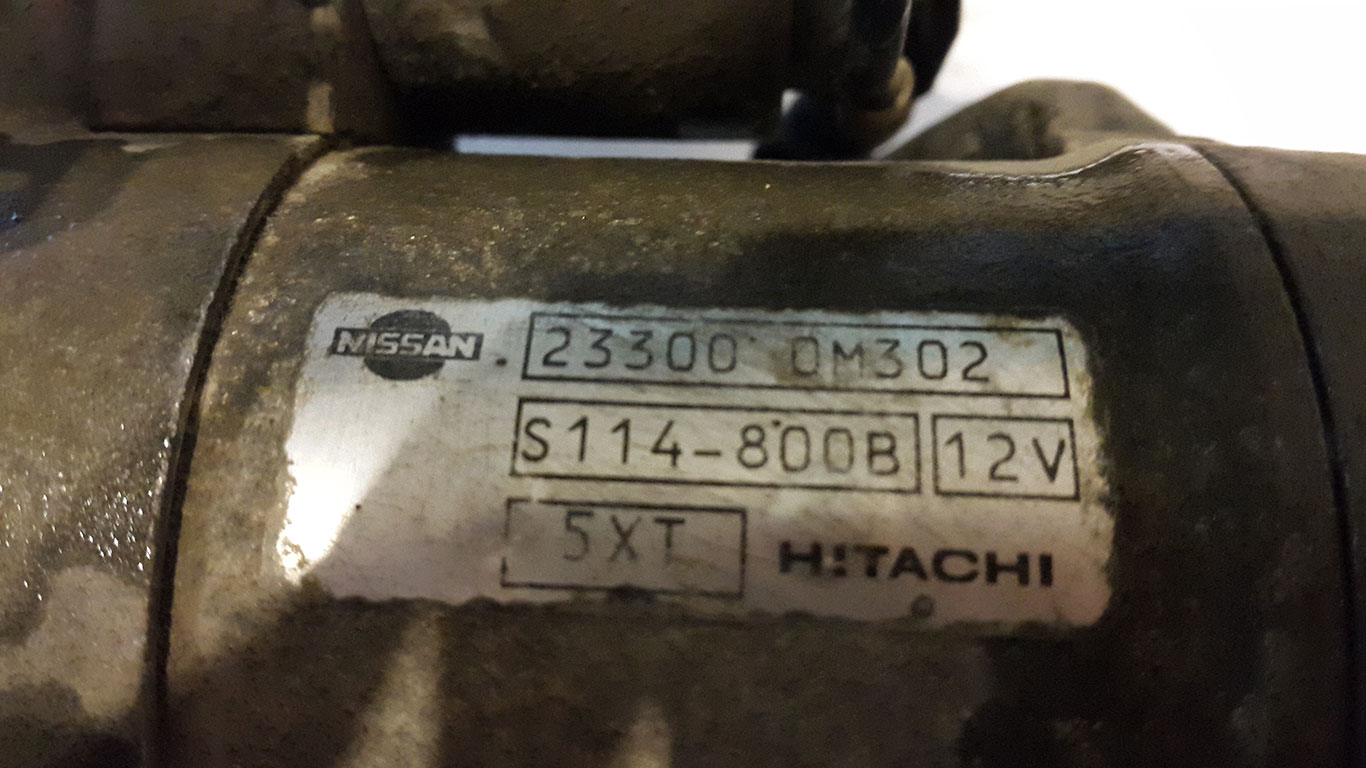 NISSAN 23300 0M302
S114-800B 12V
5XT HITACHI